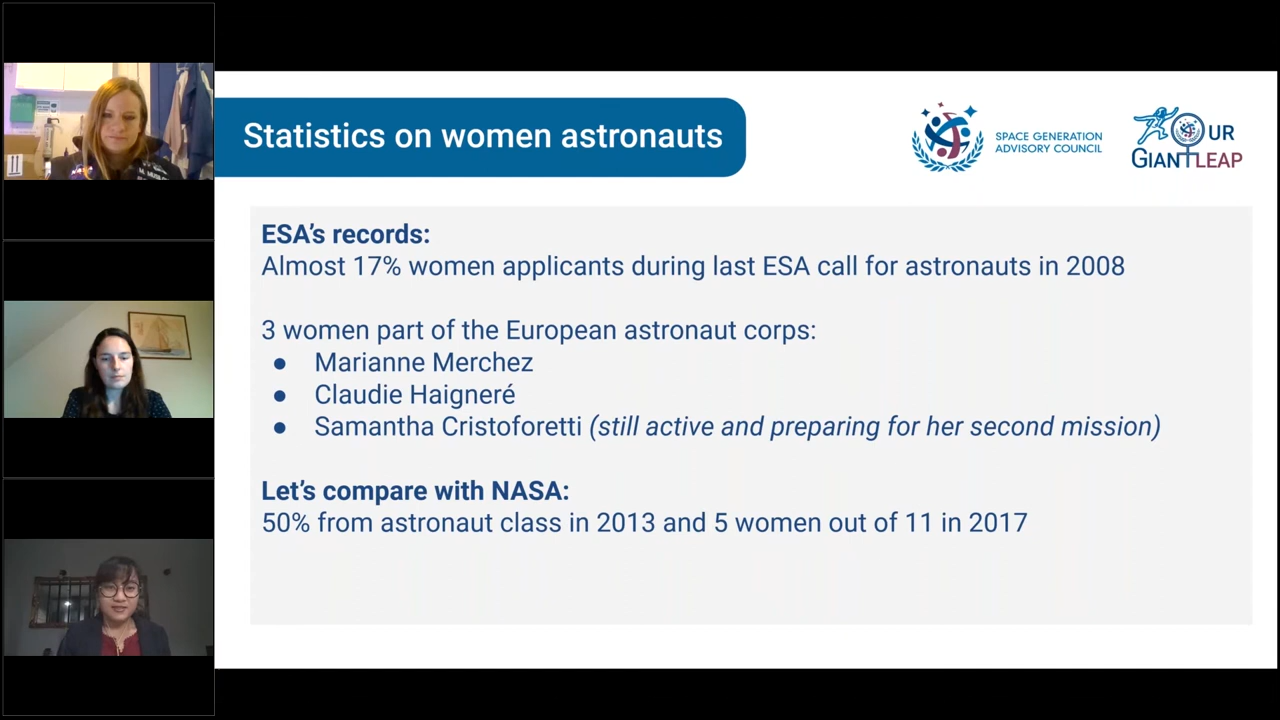 Statistics on women astronauts
SPACE GENERATION
ADVISORY COUNCIL
OUR
GIANTLEAP
ESA's records:
Almost 17% women applicants during last ESA call for astronauts in 2008
3 women part of the European astronaut corps:
● Marianne Merchez
● Claudie Haigneré
● Samantha Cristoforetti (still active and preparing for her second mission)
Let's compare with NASA:
50% from astronaut class in 2013 and 5 women out of 11 in 2017